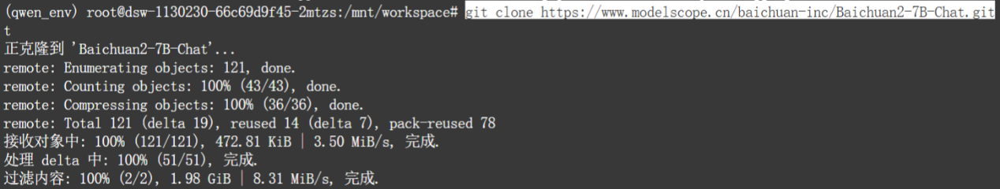 (qwen_env) root@dsw-1130230-66c69d9f45-2mtzs:/mnt/workspace# git clone https://www.modelscope.cn/baichuan-inc/Baichuan2-7B-Chat.git
t
正克隆到 'Baichuan2-7B-Chat'...
remote: Enumerating objects: 121, done.
remote: Counting objects: 100% (43/43), done.
remote: Compressing objects: 100% (36/36), done.
remote: Total 121 (delta 19), reused 14 (delta 7), pack-reused 78
接收对象中: 100% (121/121), 472.81 KiB | 3.50 MiB/s, 完成.
处理 delta 中: 100% (51/51), 完成.
过滤内容: 100% (2/2), 1.98 GiB | 8.31 MiB/s, 完成.